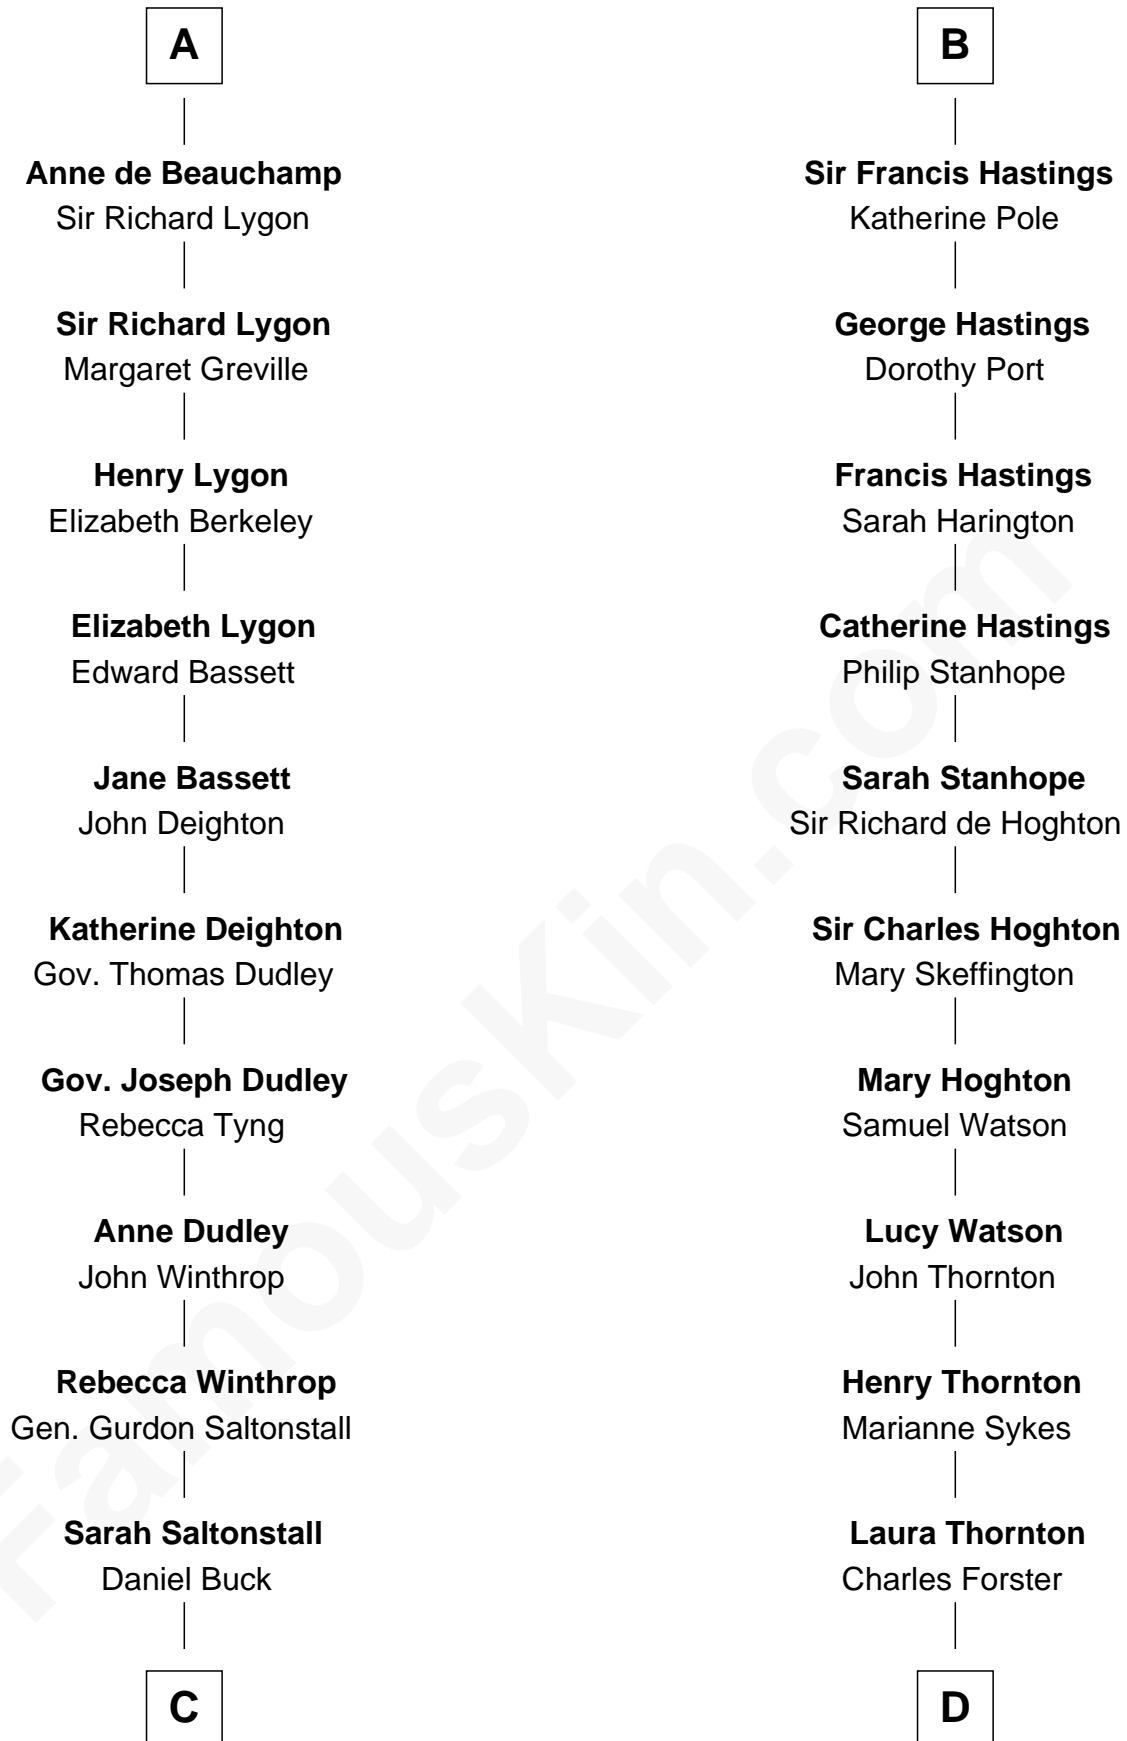 A
Anne de Beauchamp
Sir Richard Lygon
Sir Richard Lygon
Margaret Greville
Henry Lygon
Elizabeth Berkeley
Elizabeth Lygon
Edward Bassett
Jane Bassett
John Deighton
Katherine Deighton
Gov. Thomas Dudley
Gov. Joseph Dudley
Rebecca Tyng
Anne Dudley
John Winthrop
Rebecca Winthrop
Gen. Gurdon Saltonstall
Sarah Saltonstall
Daniel Buck
C
B
Sir Francis Hastings
Katherine Pole
George Hastings
Dorothy Port
Francis Hastings
Sarah Harington
Catherine Hastings
Philip Stanhope
Sarah Stanhope
Sir Richard de Hoghton
Sir Charles Hoghton
Mary Skeffington
Mary Hoghton
Samuel Watson
Lucy Watson
John Thornton
Henry Thornton
Marianne Sykes
Laura Thornton
Charles Forster
D
FamousKin.com